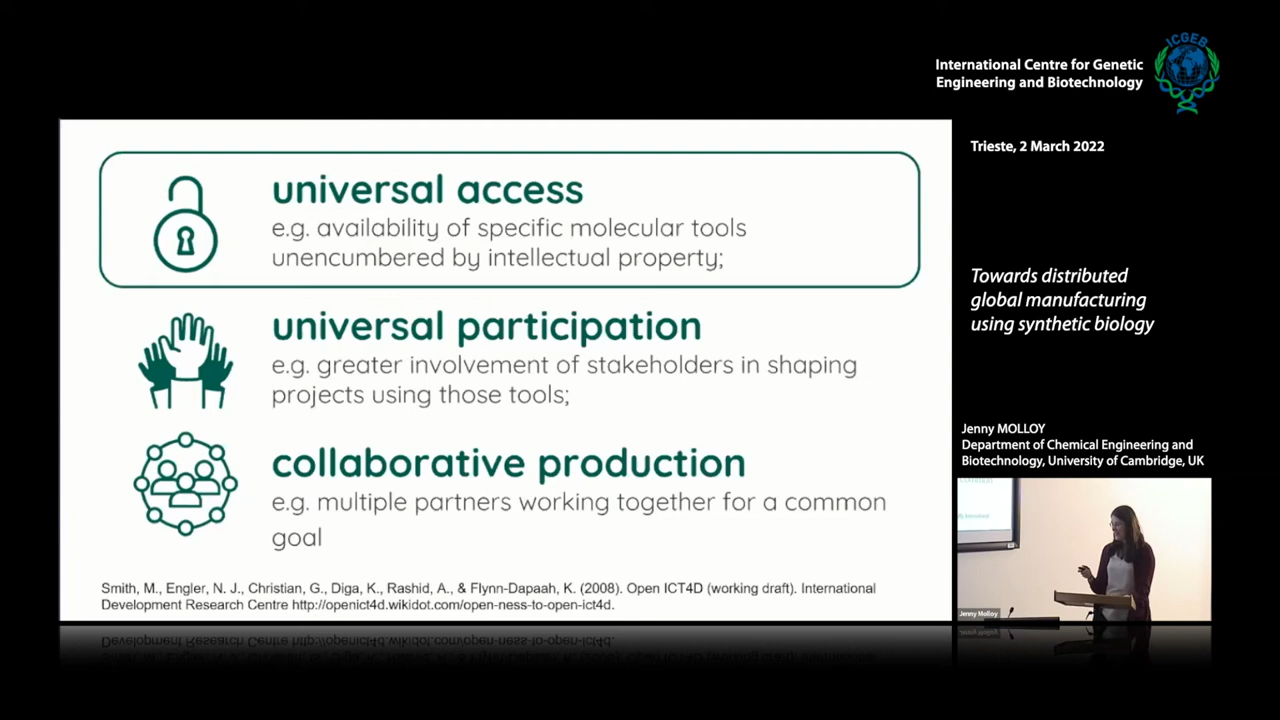 ICGEB
International Centre for Genetic
Engineering and Biotechnology
Trieste, 2 March 2022
universal access
e.g. availability of specific molecular tools
unencumbered by intellectual property;
universal participation
e.g. greater involvement of stakeholders in shaping
projects using those tools;
collaborative production
e.g. multiple partners working together for a common
goal
Smith, M., Engler, N. J., Christian, G., Diga, K., Rashid, A., & Flynn-Dapaah, K. (2008). Open ICT4D (working draft). International
Development Research Centre http://openict4d.wikidot.com/open-ness-to-open-ict4d.
Towards distributed
global manufacturing
using synthetic biology
Jenny MOLLOY
Department of Chemical Engineering and
Biotechnology, University of Cambridge, UK
Jenny Molloy